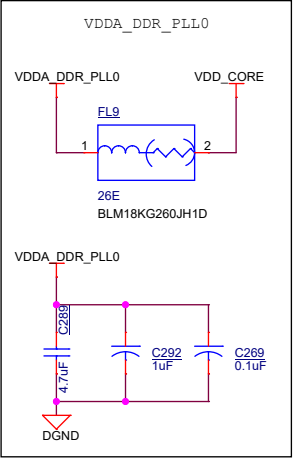 VDDA_DDR_PLL0
VDDA_DDR_PLL0
VDD_CORE
FL9
1
2
26E
BLM18KG260JH1D
VDDA_DDR_PLL0
C289
4.7uF
C292
1uF
C269
0.1uF
DGND